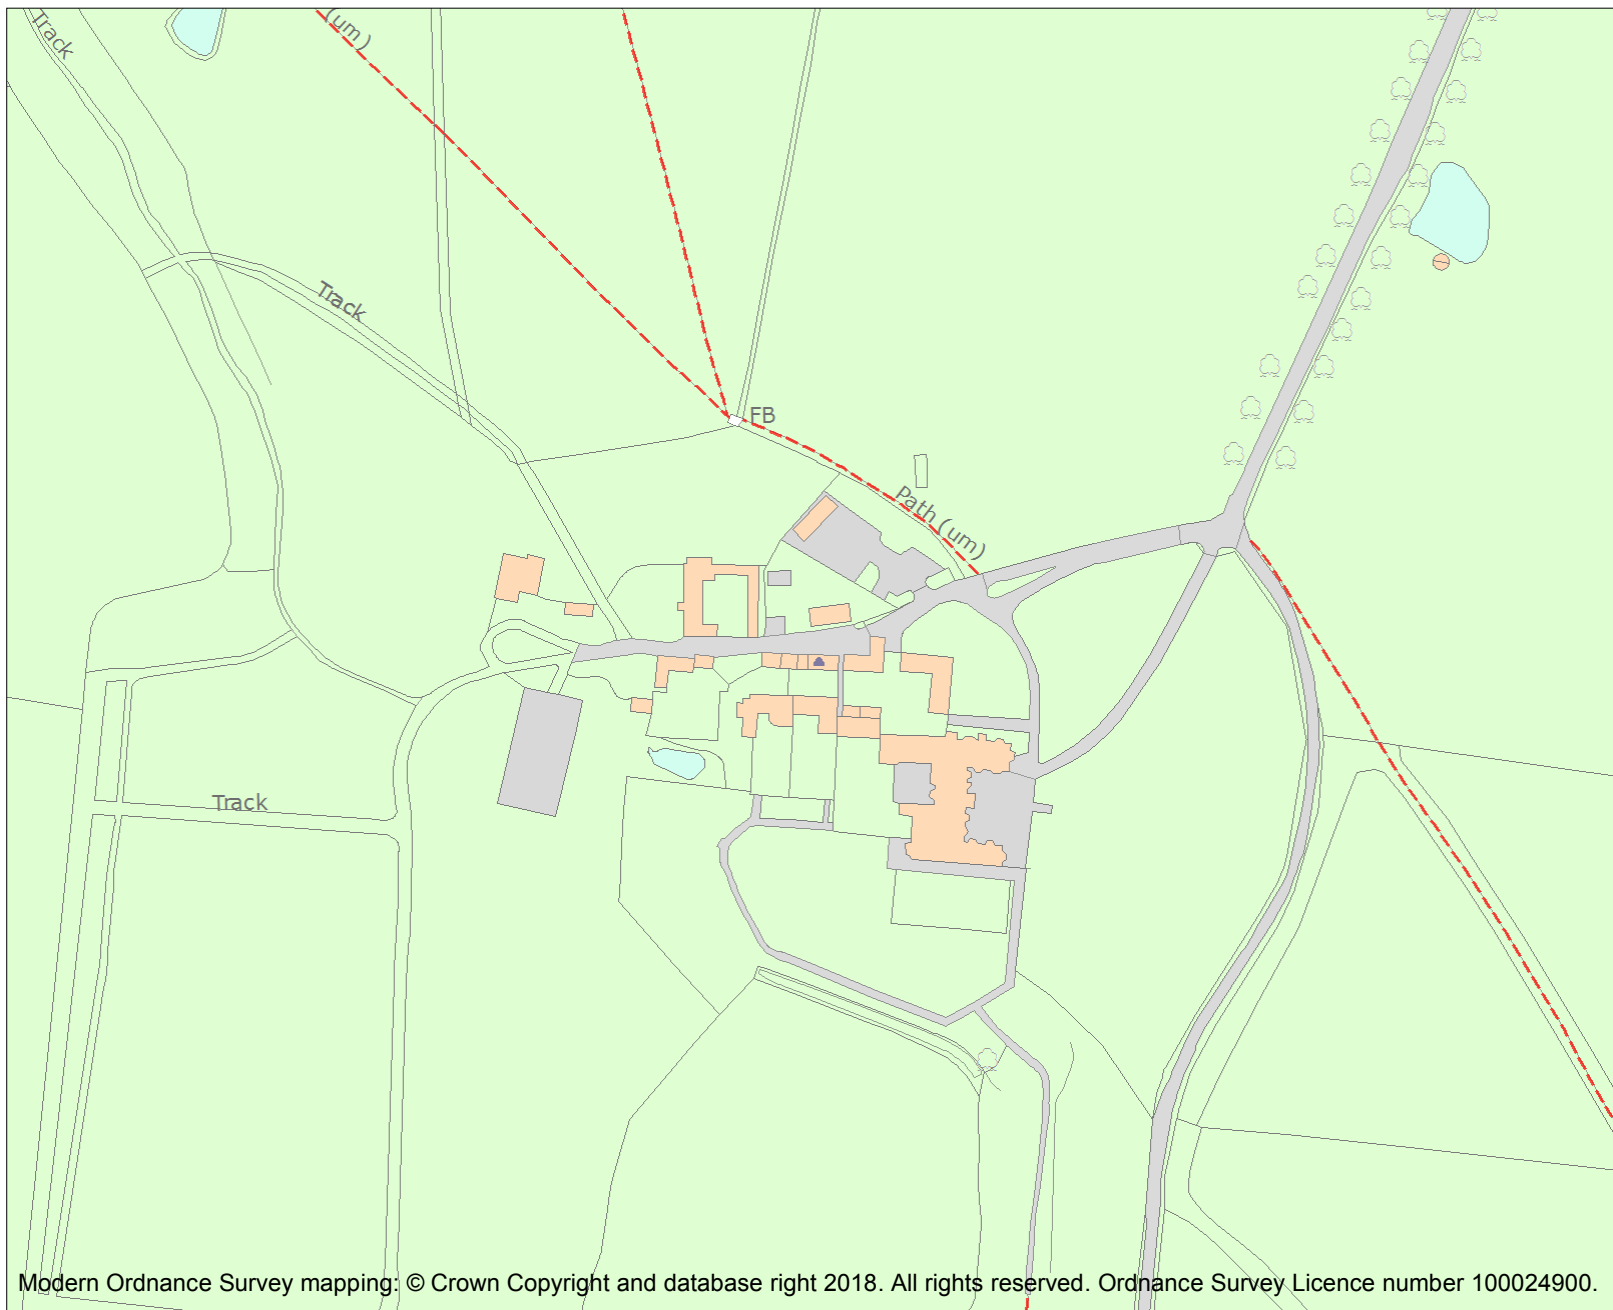 Track
(um)
Track
FB
Path (um)
Track
Modern Ordnance Survey mapping: © Crown Copyright and database right 2018. All rights reserved. Ordnance Survey Licence number 100024900.